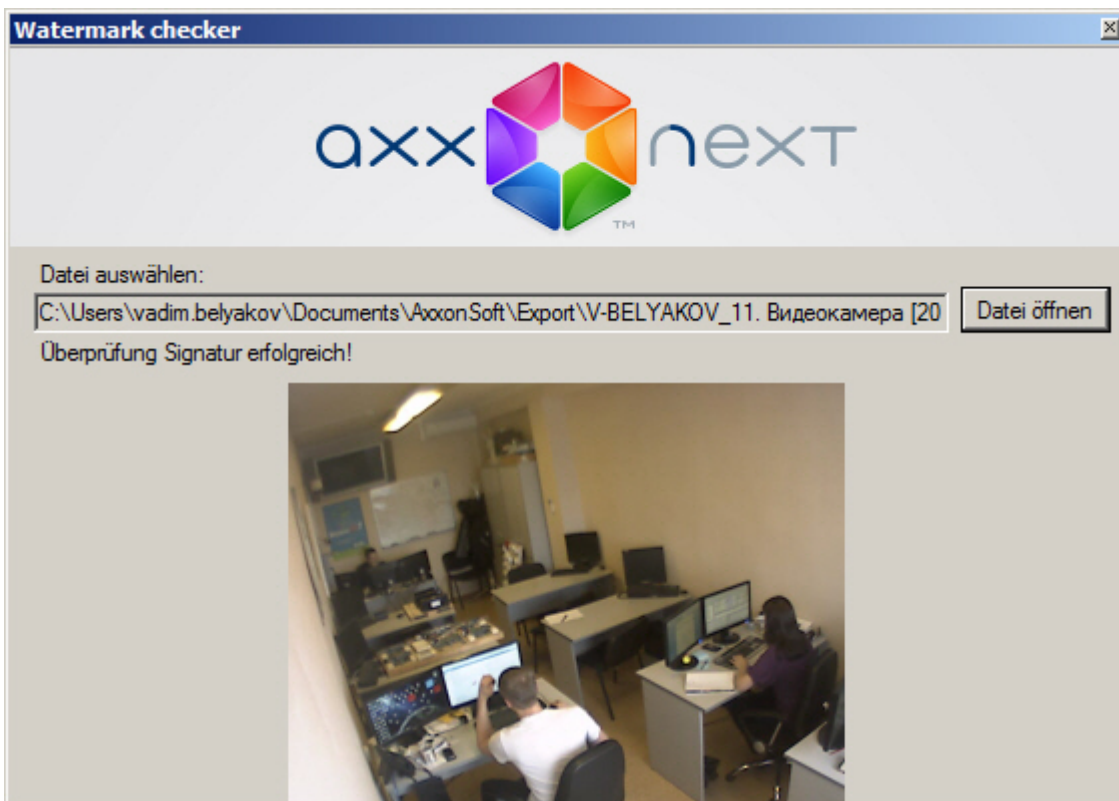 Watermark checker
axx next
TM
Datei auswählen:
C:\Users\vadim.belyakov\Documents\AxxonSoft\Export\V-BELYAKOV_11. Видеокамера [20
Datei öffnen
Überprüfung Signatur erfolgreich!